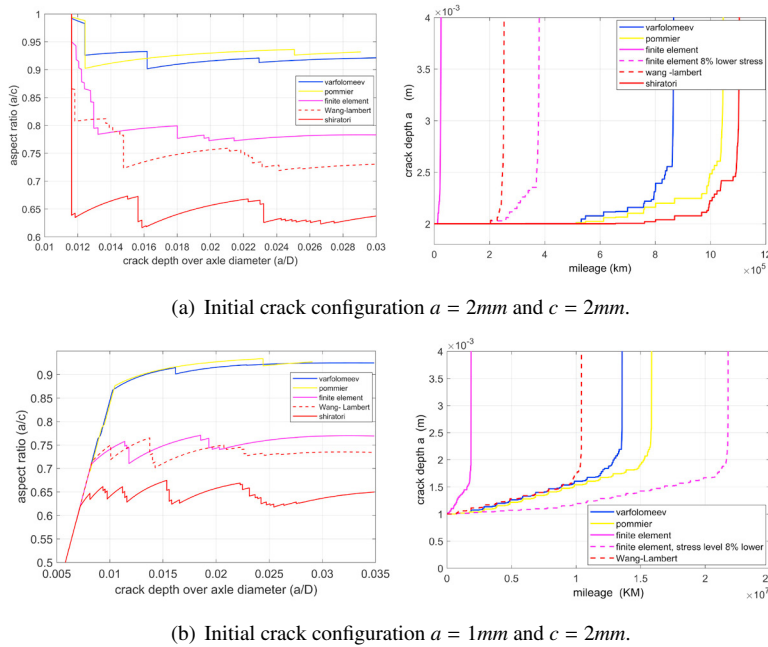 aspect ratio (a/c)
1
0.95
0.9
0.85
0.8
0.75
0.7
0.65
0.6
varfolomeev
pommier
finite element
Wang-lambert
shiratori
0.01 0.012 0.014 0.016 0.018 0.02 0.022 0.024 0.026 0.028 0.03
crack depth over axle diameter (a/D)
×10⁻³
crack depth a (m)
4
3.5
3
2.5
2
varfolomeev
pommier
finite element
finite element 8% lower stress
wang -lambert
shiratori
0 2 4 6 8 10 12
mileage (km) ×10⁵
(a) Initial crack configuration a = 2mm and c = 2mm.
aspect ratio (a/c)
0.9
0.85
0.8
0.75
0.7
0.65
0.6
0.55
0.5
varfolomeev
pommier
finite element
Wang- Lambert
shiratori
0.005 0.01 0.015 0.02 0.025 0.03 0.035
crack depth over axle diameter (a/D)
×10⁻³
crack depth a (m)
4
3.5
3
2.5
2
1.5
1
0.5
0
varfolomeev
pommier
finite element
finite element, stress level 8% lower
Wang-Lambert
0 0.5 1 1.5 2
mileage (KM) ×10
(b) Initial crack configuration a = 1mm and c = 2mm.